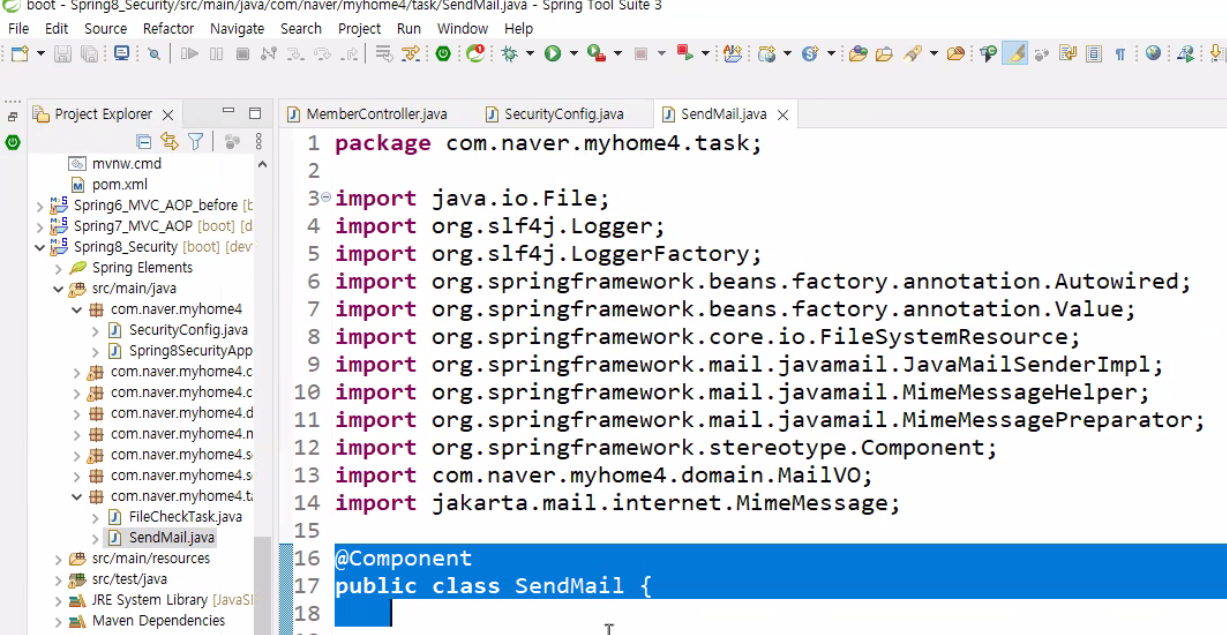 boot - Spring8_Security/src/main/java/com/naver/myhome4/task/SendMail.java - Spring Tool Suite 3
File Edit Source Refactor Navigate Search Project Run Window Help
Project Explorer
MemberController.java SecurityConfig.java SendMail.java
mvnw.cmd
pom.xml
Spring6_MVC_AOP_before [b
Spring7_MVC_AOP [boot] [d
Spring8_Security [boot] [dev
Spring Elements
src/main/java
com.naver.myhome4
SecurityConfig.java
Spring8SecurityApp
com.naver.myhome4.c
com.naver.myhome4.c
com.naver.myhome4.d
com.naver.myhome4.n
com.naver.myhome4.s
com.naver.myhome4.s
com.naver.myhome4.ta
FileCheckTask.java
SendMail.java
src/main/resources
src/test/java
JRE System Library [JavaS
Maven Dependencies
1 package com.naver.myhome4.task;
2
3 import java.io.File;
4 import org.slf4j.Logger;
5 import org.slf4j.LoggerFactory;
6 import org.springframework.beans.factory.annotation.Autowired;
7 import org.springframework.beans.factory.annotation.Value;
8 import org.springframework.core.io.FileSystemResource;
9 import org.springframework.mail.javamail.JavaMailSenderImpl;
10 import org.springframework.mail.javamail.MimeMessageHelper;
11 import org.springframework.mail.javamail.MimeMessagePreparator;
12 import org.springframework.stereotype.Component;
13 import com.naver.myhome4.domain.MailVO;
14 import jakarta.mail.internet.MimeMessage;
15
16 @Component
17 public class SendMail {
18